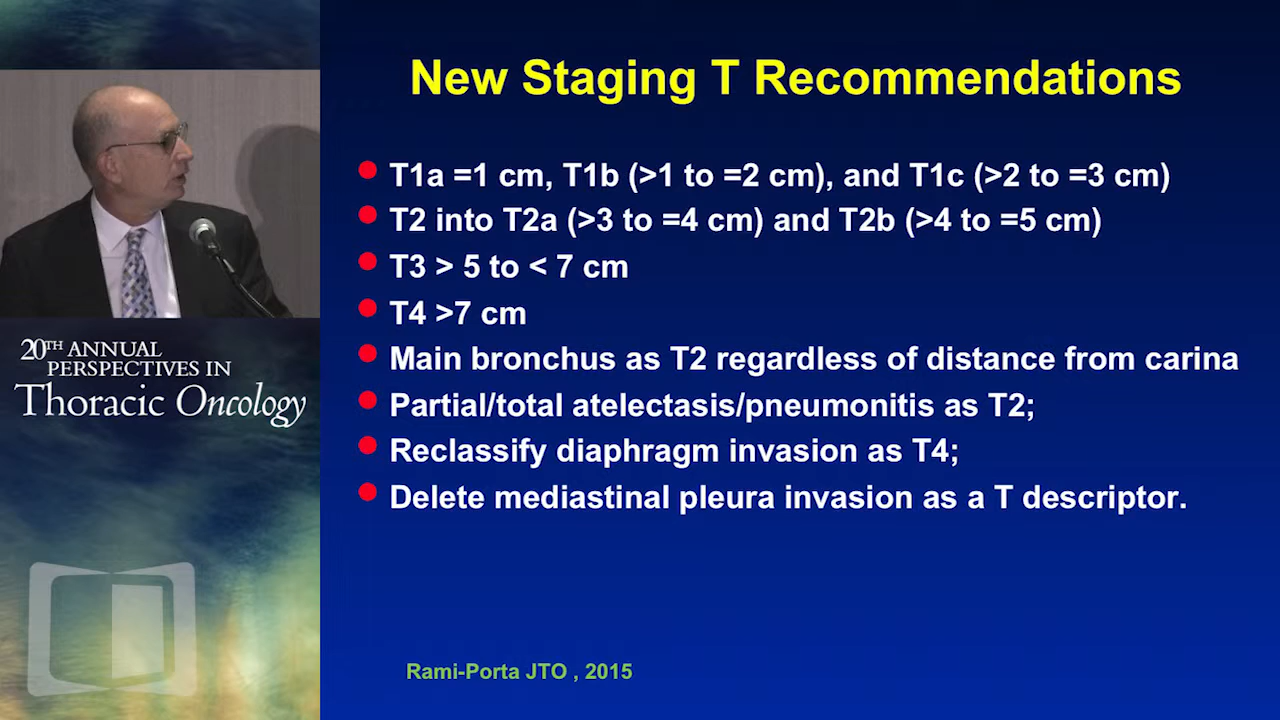 New Staging T Recommendations
T1a =1 cm, T1b (>1 to =2 cm), and T1c (>2 to =3 cm)
T2 into T2a (>3 to =4 cm) and T2b (>4 to =5 cm)
T3 > 5 to < 7 cm
T4 >7 cm
Main bronchus as T2 regardless of distance from carina
Partial/total atelectasis/pneumonitis as T2;
Reclassify diaphragm invasion as T4;
Delete mediastinal pleura invasion as a T descriptor.
Rami-Porta JTO , 2015
20TH ANNUAL
PERSPECTIVES IN
Thoracic Oncology